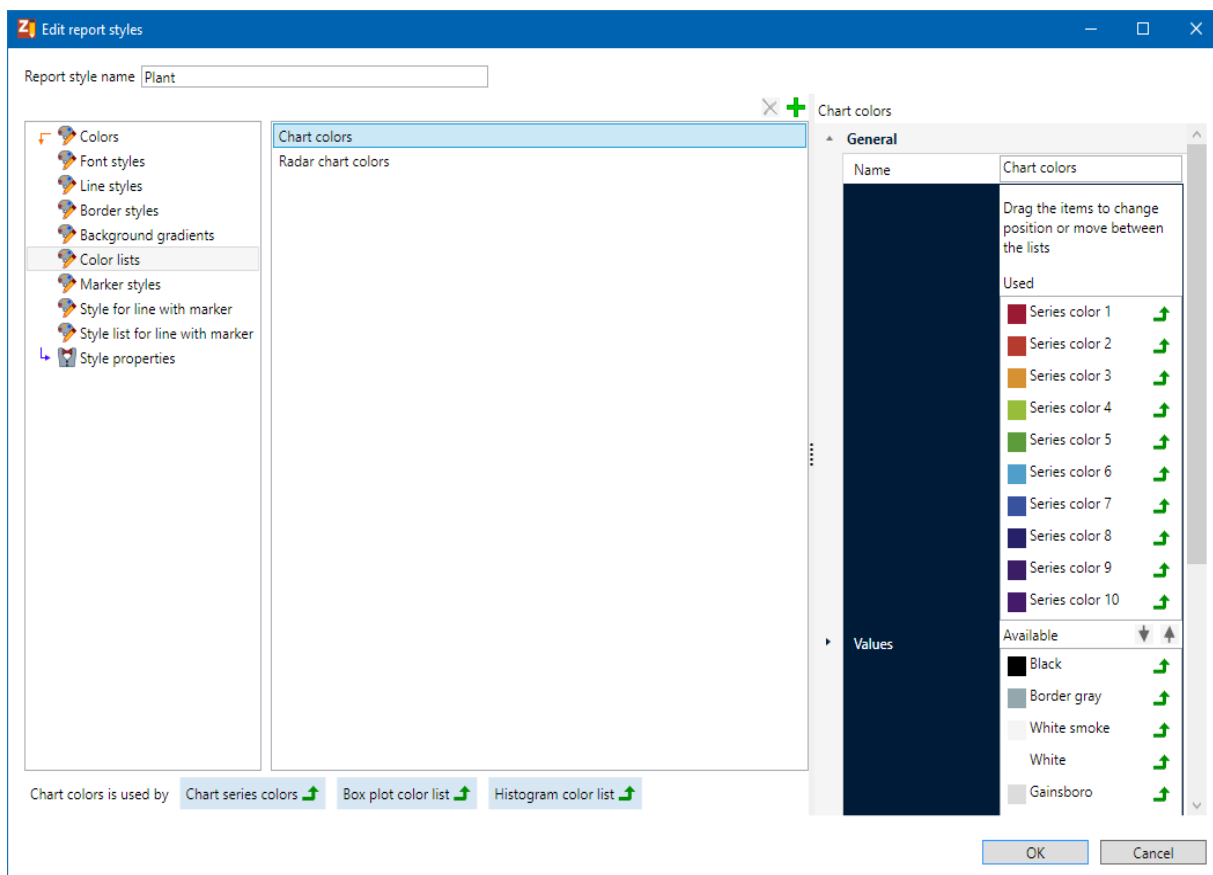 Edit report styles
Report style name Plant
Chart colors
Colors
Font styles
Line styles
Border styles
Background gradients
Color lists
Marker styles
Style for line with marker
Style list for line with marker
Style properties
Chart colors
Radar chart colors
General
Name Chart colors
Values
Drag the items to change
position or move between
the lists
Used
Series color 1
Series color 2
Series color 3
Series color 4
Series color 5
Series color 6
Series color 7
Series color 8
Series color 9
Series color 10
Available
Black
Border gray
White smoke
White
Gainsboro
Chart colors is used by Chart series colors Box plot color list Histogram color list
OK Cancel